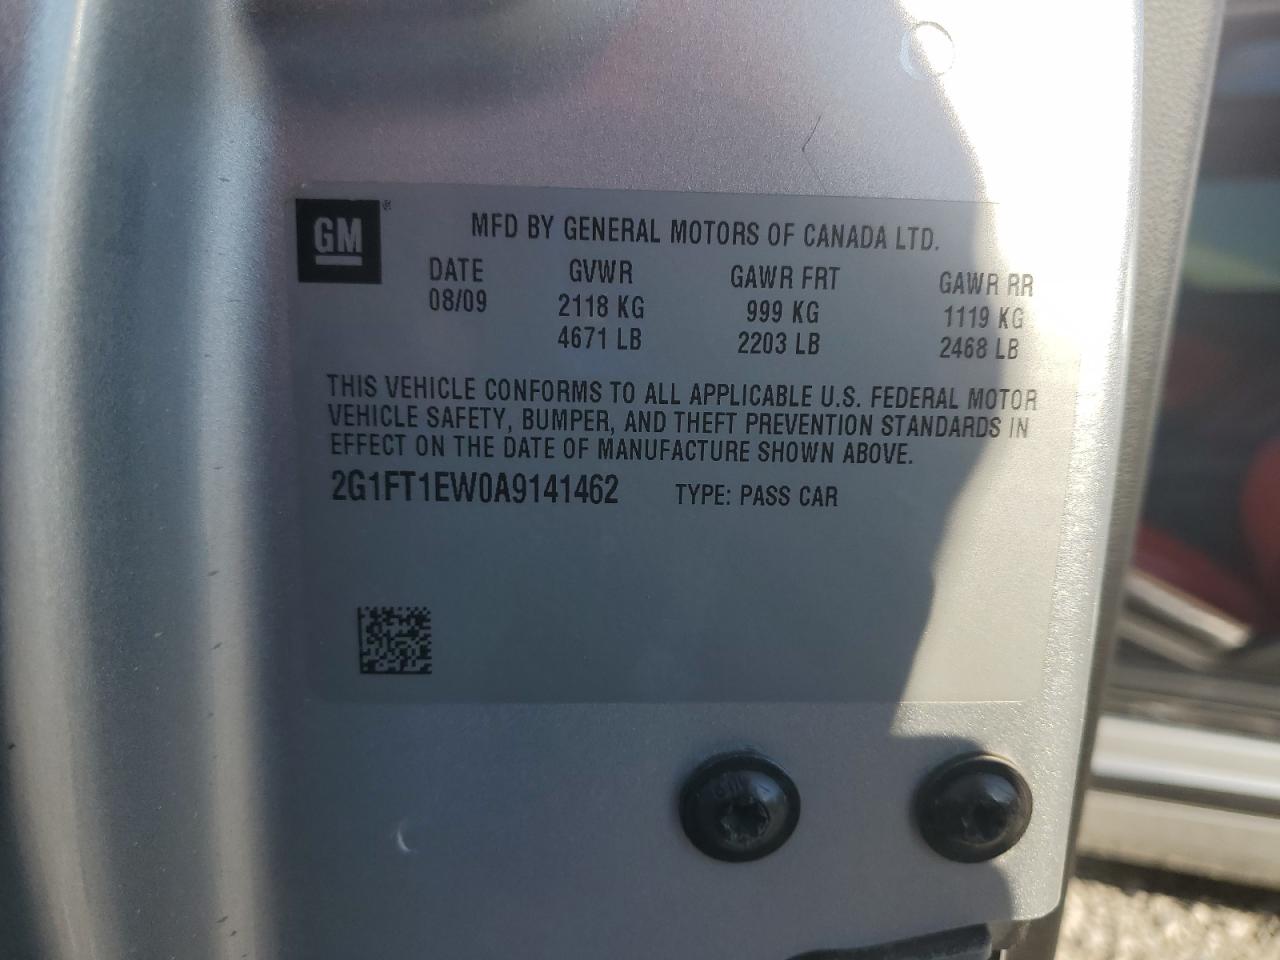 GM ®
MFD BY GENERAL MOTORS OF CANADA LTD.
DATE GVWR GAWR FRT GAWR RR
08/09 2118 KG 999 KG 1119 KG
4671 LB 2203 LB 2468 LB
THIS VEHICLE CONFORMS TO ALL APPLICABLE U.S. FEDERAL MOTOR
VEHICLE SAFETY, BUMPER, AND THEFT PREVENTION STANDARDS IN
EFFECT ON THE DATE OF MANUFACTURE SHOWN ABOVE.
2G1FT1EW0A9141462 TYPE: PASS CAR